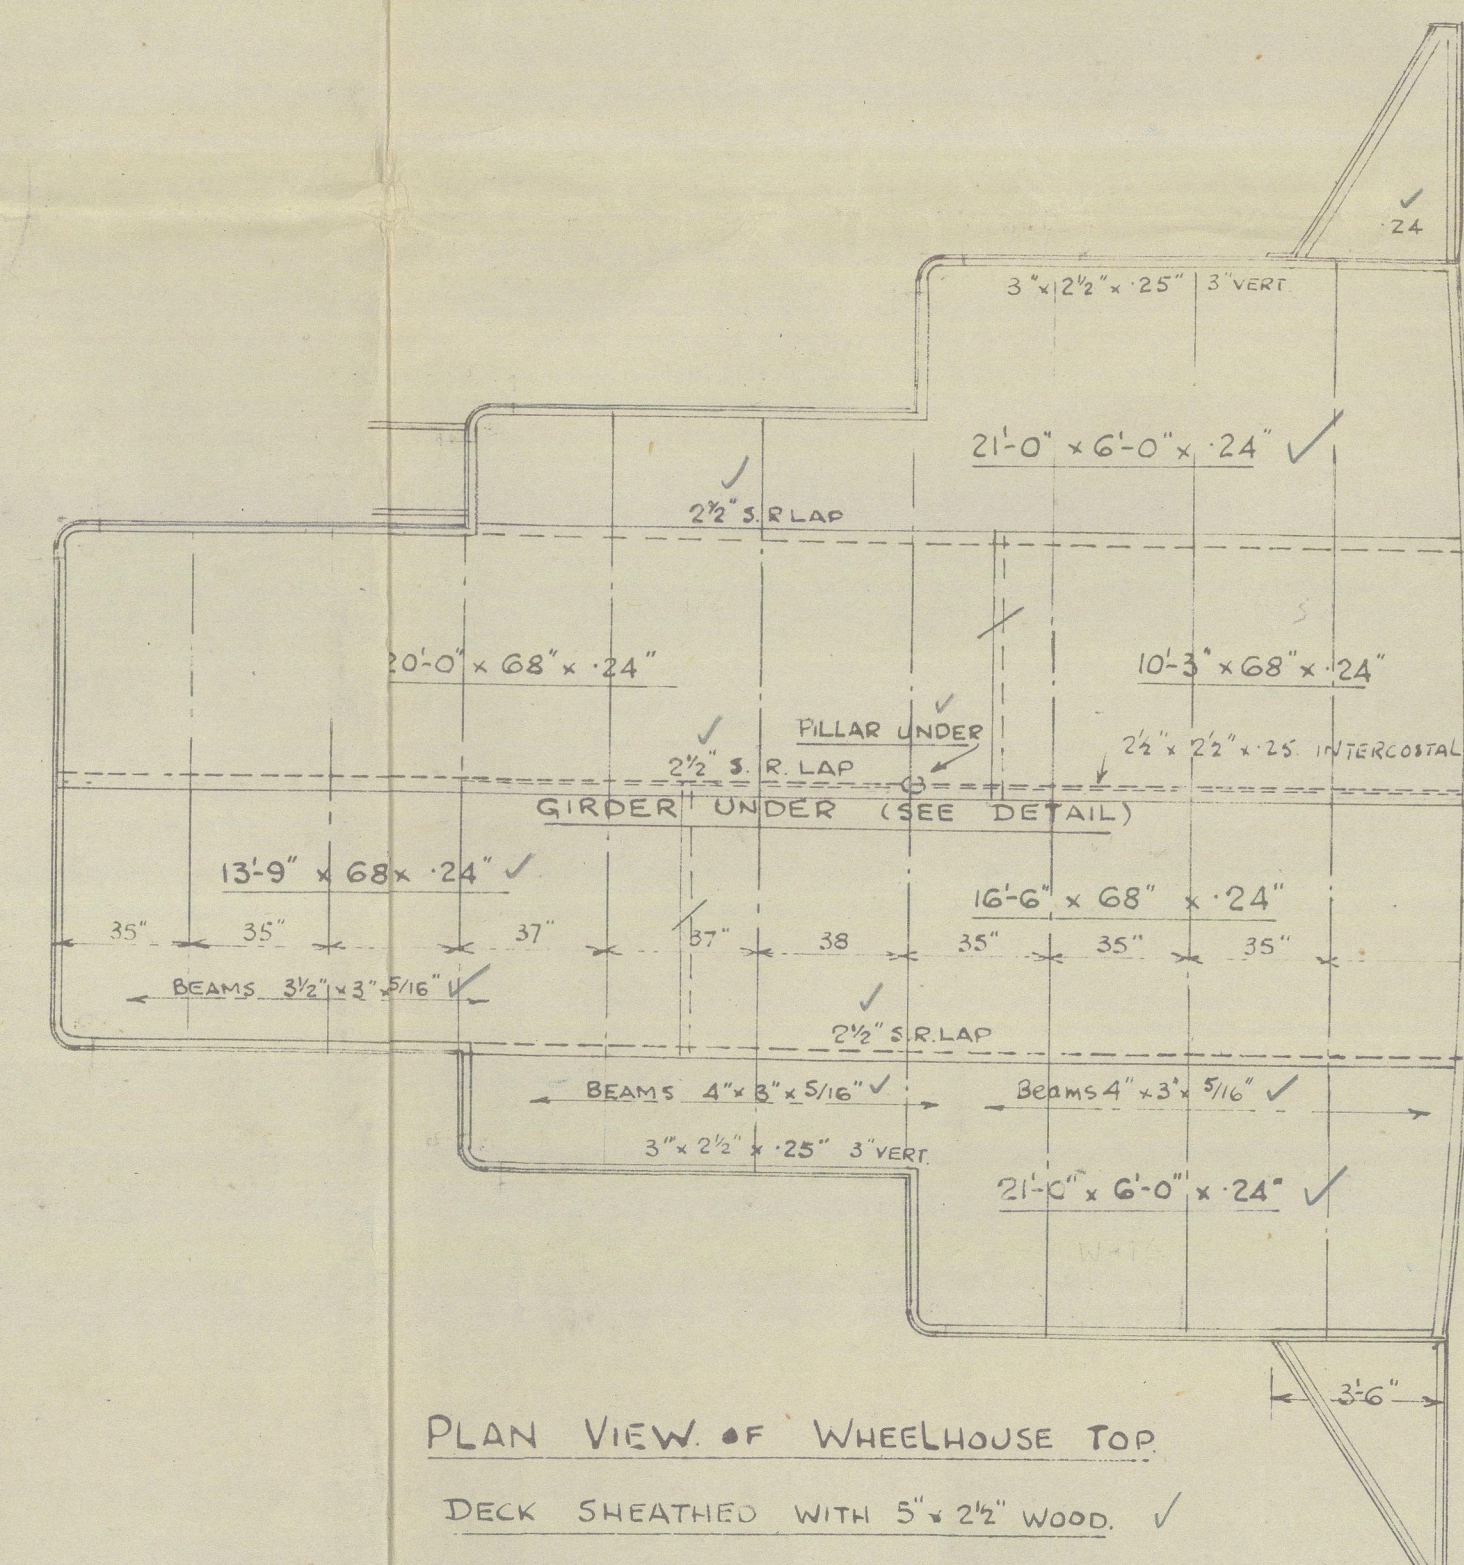 ·24
3"x 2½"x ·25" 3"VERT.
21'-0" x 6'-0" x ·24"
2½" S.R LAP
20'-0" x 68" x ·24"
10'-3" x 68" x ·24"
PILLAR UNDER
2½"x 2½"x ·25 INTERCOSTAL
2½" S. R. LAP
GIRDER UNDER (SEE DETAIL)
13'-9" x 68 x ·24"
16'-6" x 68" x ·24"
35" 35" 37" 37" 38 35" 35" 35"
BEAMS 3½" x 3" x 5/16"
2½" S.R. LAP
BEAMS 4" x 3" x 5/16"
Beams 4" x 3" x 5/16"
3" x 2½" x ·25" 3"VERT.
21'-0" x 6'-0" x ·24"
3'-6"
PLAN VIEW. OF WHEELHOUSE TOP.
DECK SHEATHED WITH 5" x 2½" WOOD.